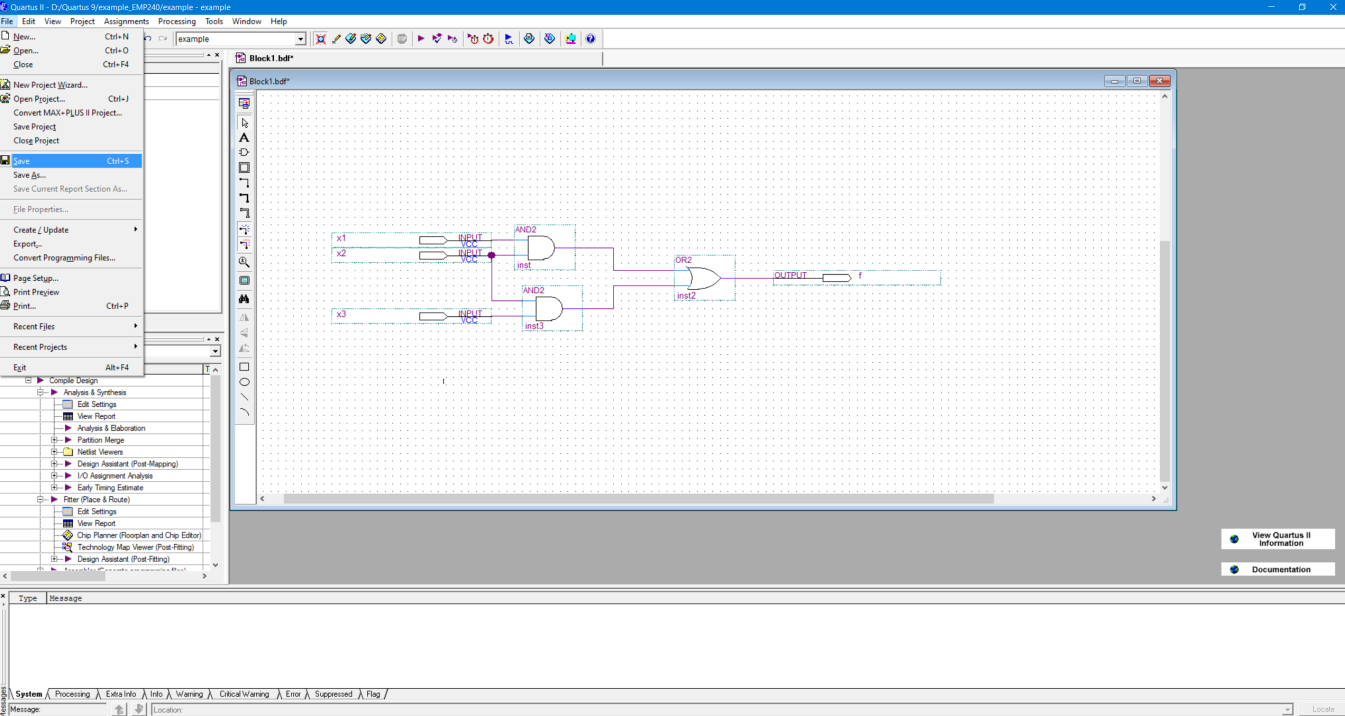 Quartus II - D:/Quartus 9/example_EMP240/example - example
File Edit View Project Assignments Processing Tools Window Help
example
New... Ctrl+N
Open... Ctrl+O
Close Ctrl+F4
New Project Wizard...
Open Project... Ctrl+J
Convert MAX+PLUS II Project...
Save Project
Close Project
Save Ctrl+S
Save As...
Save Current Report Section As...
File Properties...
Create / Update
Export...
Convert Programming Files...
Page Setup...
Print Preview
Print... Ctrl+P
Recent Files
Recent Projects
Exit Alt+F4
Block1.bdf*
Block1.bdf*
x1 INPUT VCC
x2 INPUT VCC
x3 INPUT VCC
AND2
inst
AND2
inst3
OR2
inst2
OUTPUT f
T
Compile Design
Analysis & Synthesis
Edit Settings
View Report
Analysis & Elaboration
Partition Merge
Netlist Viewers
Design Assistant (Post-Mapping)
I/O Assignment Analysis
Early Timing Estimate
Fitter (Place & Route)
Edit Settings
View Report
Chip Planner (Floorplan and Chip Editor)
Technology Map Viewer (Post-Fitting)
Design Assistant (Post-Fitting)
View Quartus II
Information
Documentation
Type Message
System Processing Extra Info Info Warning Critical Warning Error Suppressed Flag
Message: Location: Locate